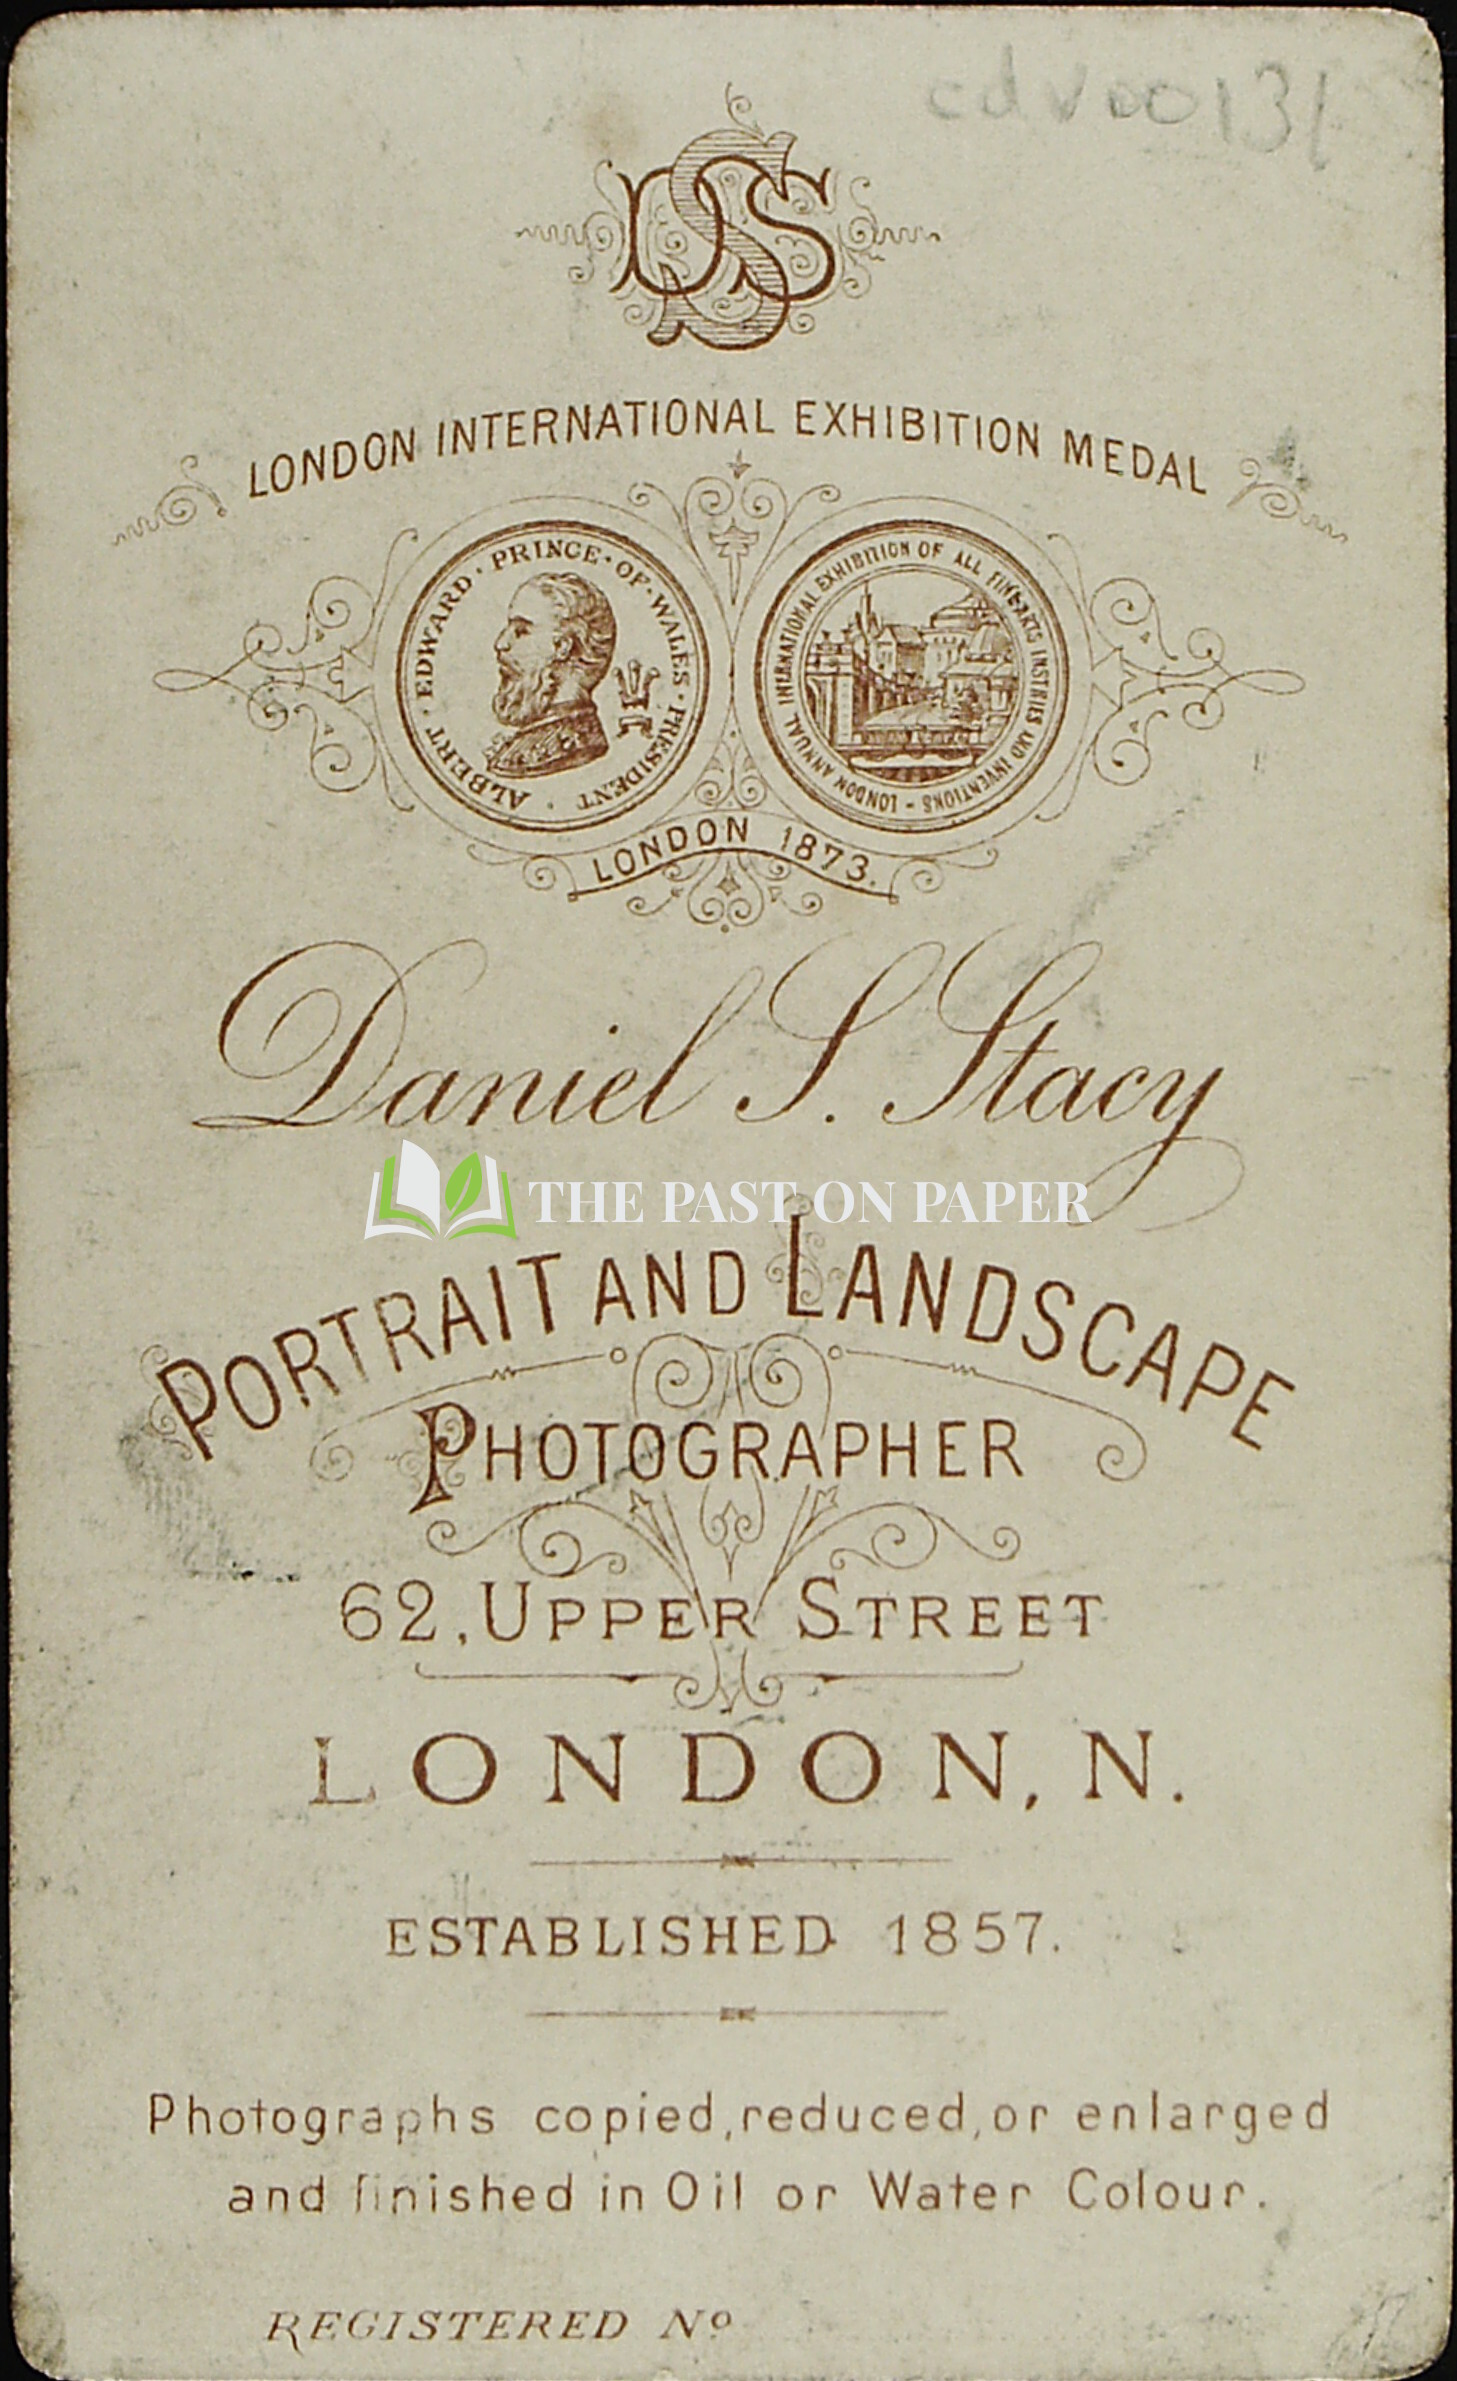 cdv00131
DSS
LONDON INTERNATIONAL EXHIBITION MEDAL
ALBERT · EDWARD · PRINCE · OF · WALES · PRESIDENT ·
LONDON ANNUAL INTERNATIONAL EXHIBITION OF ALL FINE ARTS INDSTRIES AND INVENTIONS -
LONDON 1873.
Daniel S. Stacy
THE PAST ON PAPER
PORTRAIT AND LANDSCAPE
PHOTOGRAPHER
62, UPPER STREET
LONDON, N.
ESTABLISHED 1857.
Photographs copied, reduced, or enlarged
and finished in Oil or Water Colour.
REGISTERED No